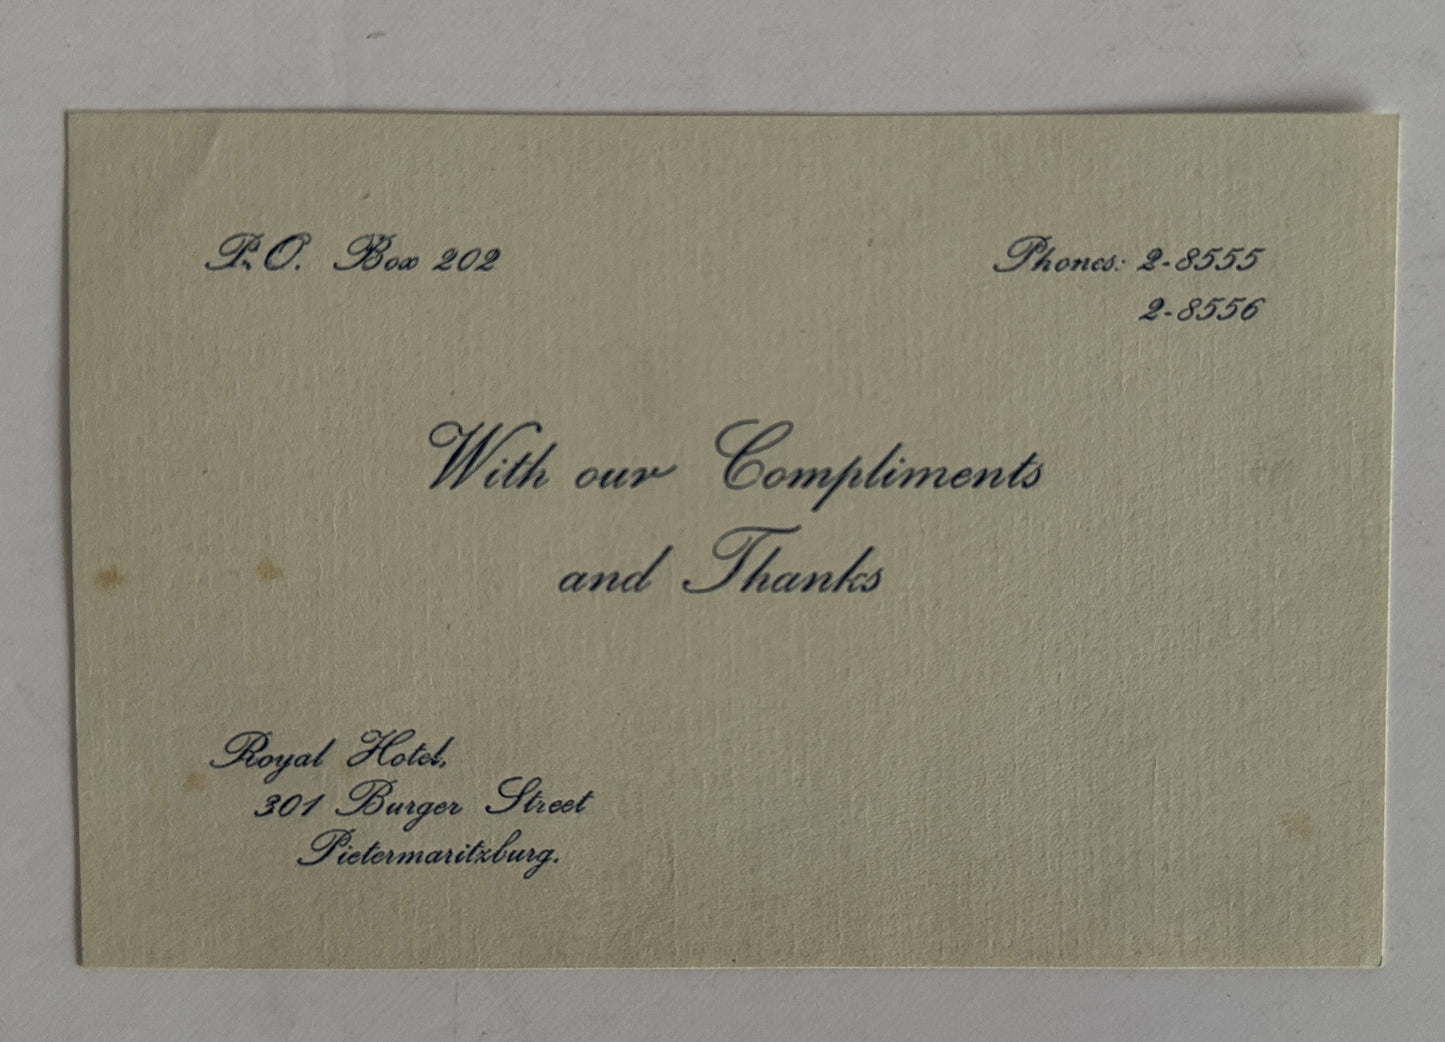 P.O. Box 202
Phones: 2-8555
2-8556
With our Compliments
and Thanks
Royal Hotel,
301 Burger Street
Pietermaritzburg.